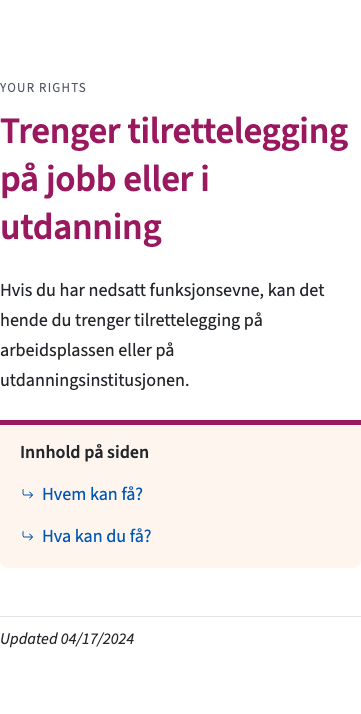 YOUR RIGHTS
Trenger tilrettelegging
på jobb eller i
utdanning
Hvis du har nedsatt funksjonsevne, kan det
hende du trenger tilrettelegging på
arbeidsplassen eller på
utdanningsinstitusjonen.
Innhold på siden
Hvem kan få?
Hva kan du få?
Updated 04/17/2024